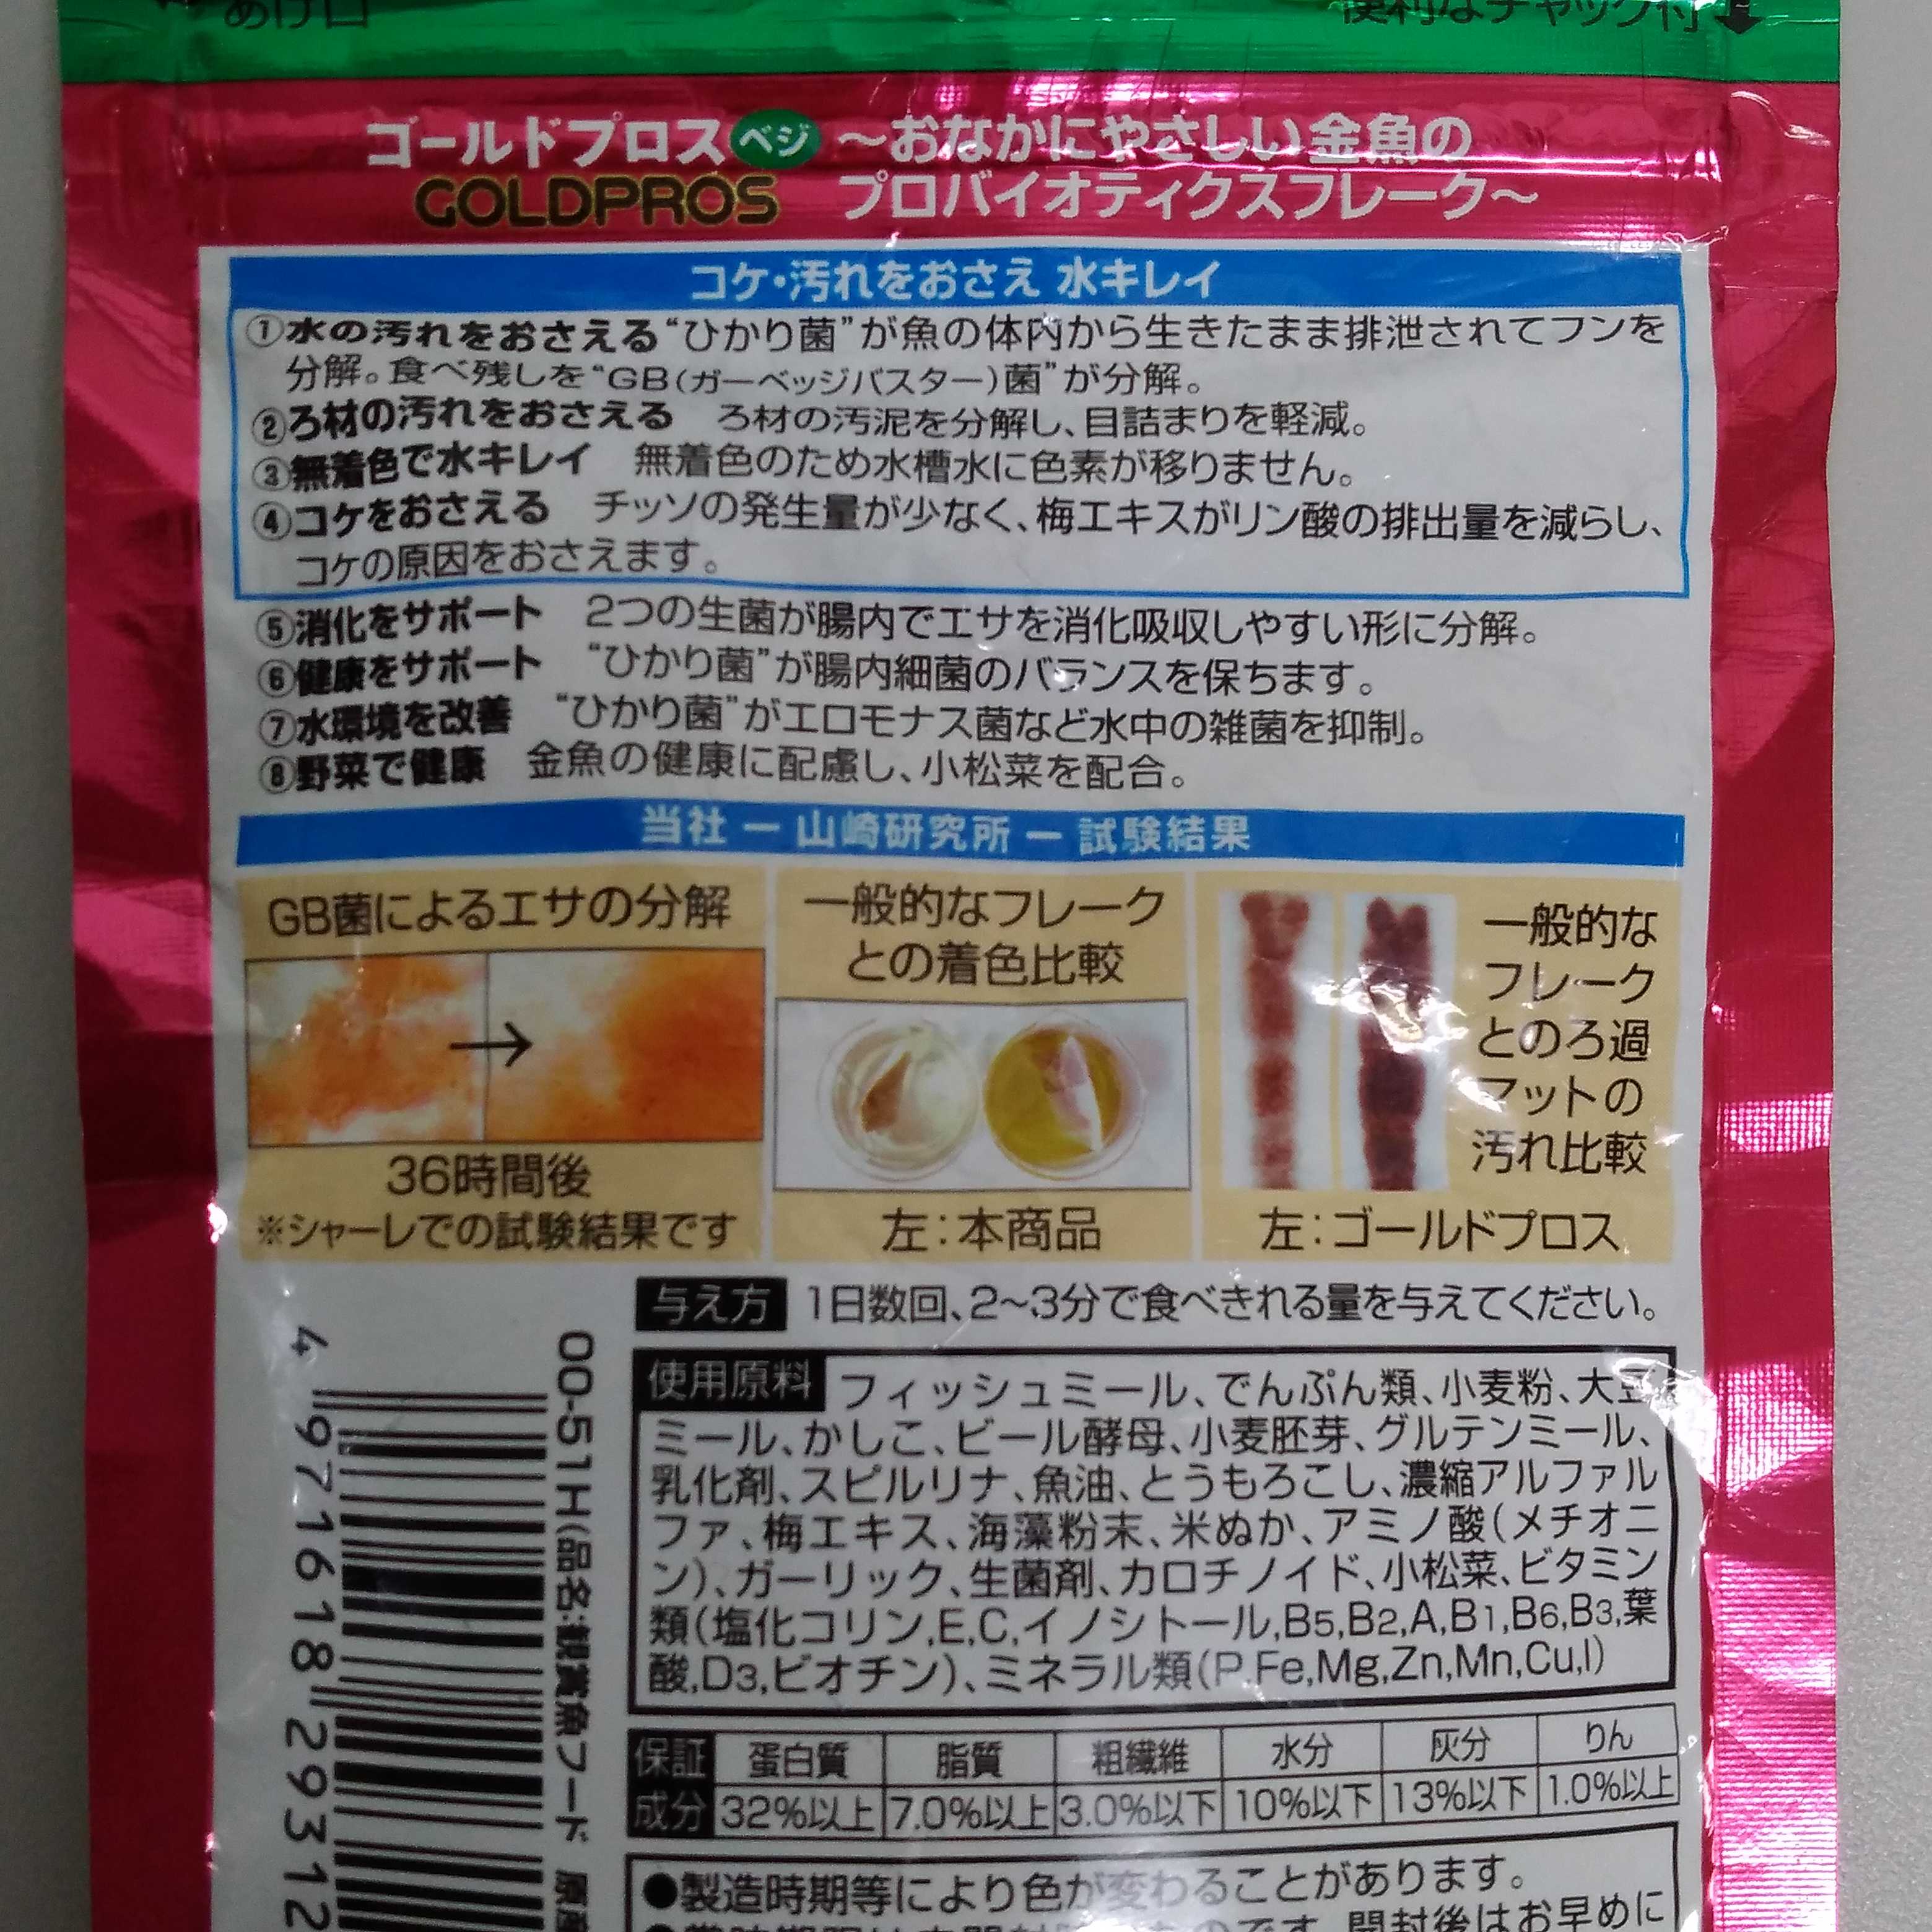 あけ口
便利なチャック付
ゴールドプロス ベジ 〜おなかにやさしい金魚の
GOLDPROS プロバイオティクスフレーク〜
コケ・汚れをおさえ 水キレイ
①水の汚れをおさえる“ひかり菌”が魚の体内から生きたまま排泄されてフンを
分解。食べ残しを“GB(ガーベッジバスター)菌”が分解。
②ろ材の汚れをおさえる ろ材の汚泥を分解し、目詰まりを軽減。
③無着色で水キレイ 無着色のため水槽水に色素が移りません。
④コケをおさえる チッソの発生量が少なく、梅エキスがリン酸の排出量を減らし、
コケの原因をおさえます。
⑤消化をサポート 2つの生菌が腸内でエサを消化吸収しやすい形に分解。
⑥健康をサポート “ひかり菌”が腸内細菌のバランスを保ちます。
⑦水環境を改善 “ひかり菌”がエロモナス菌など水中の雑菌を抑制。
⑧野菜で健康 金魚の健康に配慮し、小松菜を配合。
当社 ー 山崎研究所 ー 試験結果
GB菌によるエサの分解
→
36時間後
※シャーレでの試験結果です
一般的なフレーク
との着色比較
左:本商品
一般的な
フレーク
とのろ過
マットの
汚れ比較
左:ゴールドプロス
与え方 1日数回、2〜3分で食べきれる量を与えてください。
使用原料 フィッシュミール、でんぷん類、小麦粉、大豆
ミール、かしこ、ビール酵母、小麦胚芽、グルテンミール、
乳化剤、スピルリナ、魚油、とうもろこし、濃縮アルファル
ファ、梅エキス、海藻粉末、米ぬか、アミノ酸(メチオニ
ン)、ガーリック、生菌剤、カロチノイド、小松菜、ビタミン
類(塩化コリン,E,C,イノシトール,B5,B2,A,B1,B6,B3,葉
酸,D3,ビオチン)、ミネラル類(P,Fe,Mg,Zn,Mn,Cu,I)
保証成分 蛋白質 脂質 粗繊維 水分 灰分 りん
32%以上 7.0%以上 3.0%以下 10%以下 13%以下 1.0%以上
●製造時期等により色が変わることがあります。
開封後はお早めに
00-51H(品名:観賞魚フード
4 971618 29312